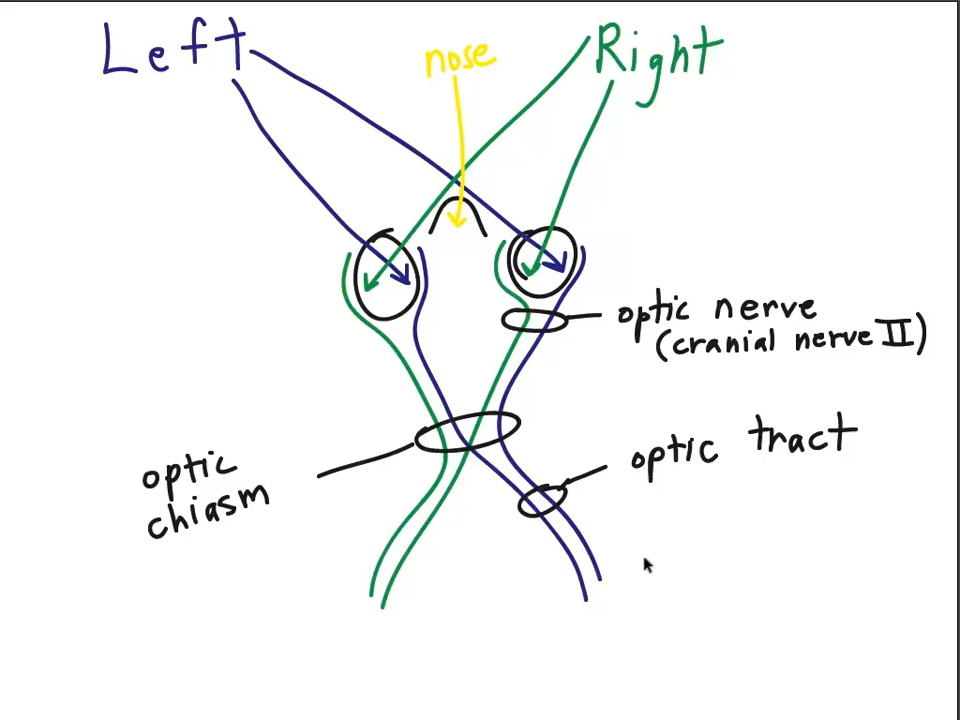 Left
nose
Right
optic nerve
(cranial nerve II)
optic tract
optic
chiasm